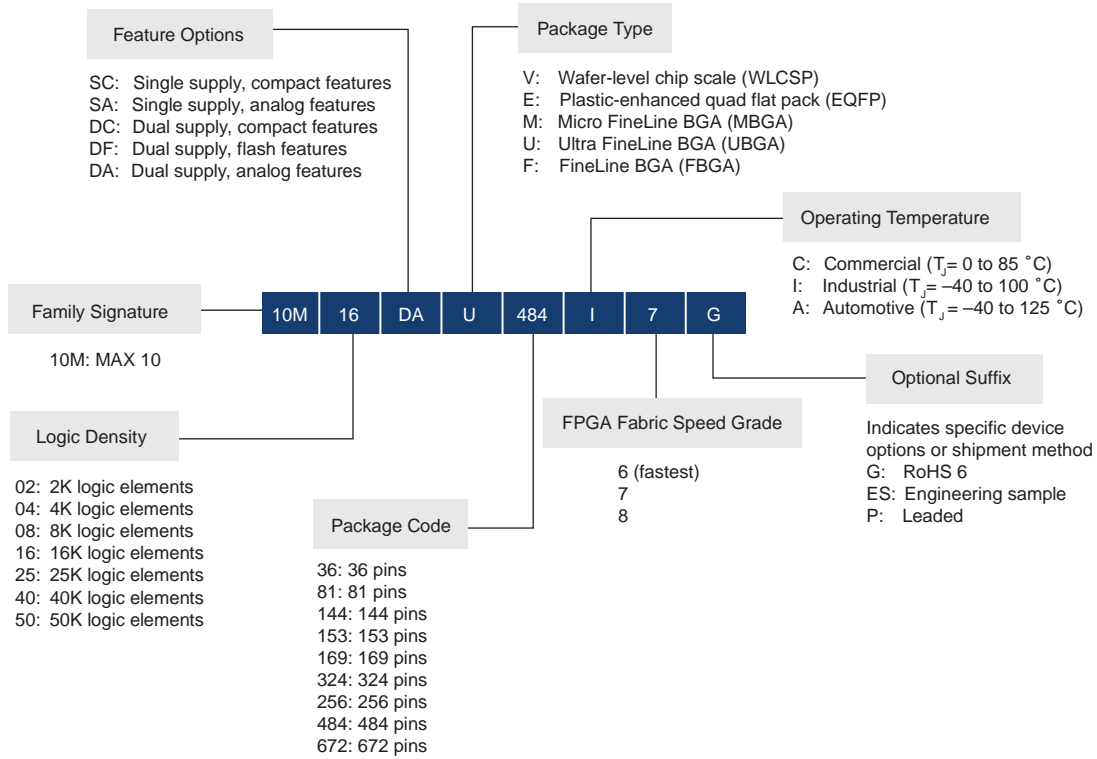 Feature Options
SC: Single supply, compact features
SA: Single supply, analog features
DC: Dual supply, compact features
DF: Dual supply, flash features
DA: Dual supply, analog features
Package Type
V: Wafer-level chip scale (WLCSP)
E: Plastic-enhanced quad flat pack (EQFP)
M: Micro FineLine BGA (MBGA)
U: Ultra FineLine BGA (UBGA)
F: FineLine BGA (FBGA)
Operating Temperature
C: Commercial (TJ= 0 to 85 ˚C)
I: Industrial (TJ= –40 to 100 ˚C)
A: Automotive (TJ = –40 to 125 ˚C)
Family Signature
10M: MAX 10
10M 16 DA U 484 I 7 G
Logic Density
02: 2K logic elements
04: 4K logic elements
08: 8K logic elements
16: 16K logic elements
25: 25K logic elements
40: 40K logic elements
50: 50K logic elements
Package Code
36: 36 pins
81: 81 pins
144: 144 pins
153: 153 pins
169: 169 pins
324: 324 pins
256: 256 pins
484: 484 pins
672: 672 pins
FPGA Fabric Speed Grade
6 (fastest)
7
8
Optional Suffix
Indicates specific device
options or shipment method
G: RoHS 6
ES: Engineering sample
P: Leaded